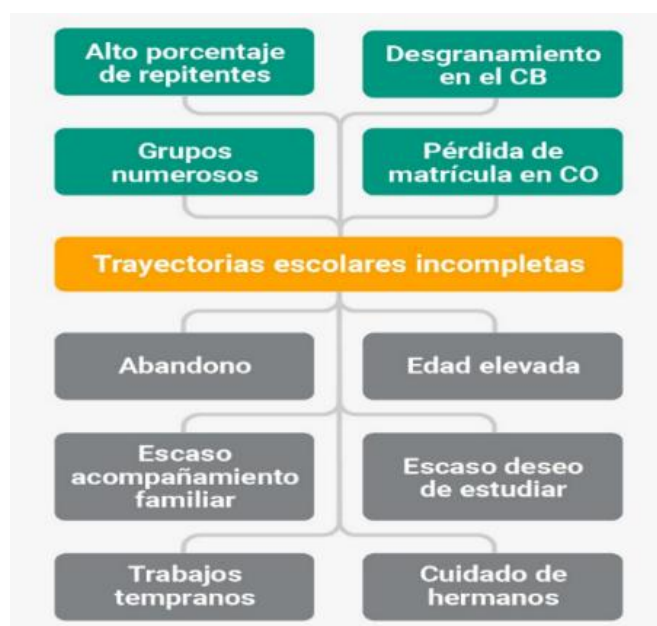 Alto porcentaje
de repitentes
Desgranamiento
en el CB
Grupos
numerosos
Pérdida de
matrícula en CO
Trayectorias escolares incompletas
Abandono
Edad elevada
Escaso
acompañamiento
familiar
Escaso deseo
de estudiar
Trabajos
tempranos
Cuidado de
hermanos